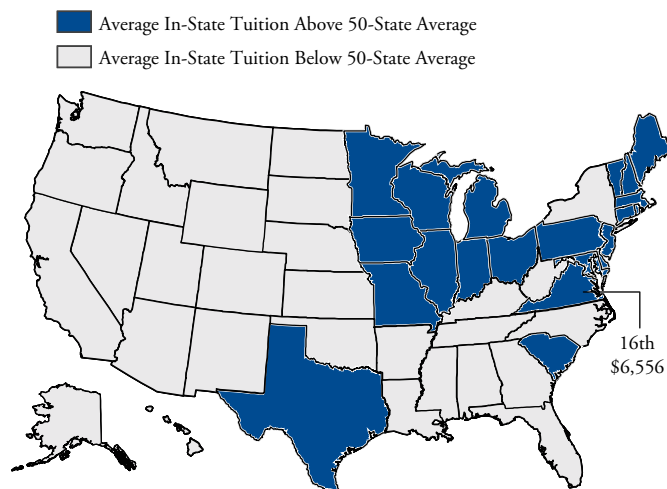 Average In-State Tuition Above 50-State Average
Average In-State Tuition Below 50-State Average
16th
$6,556